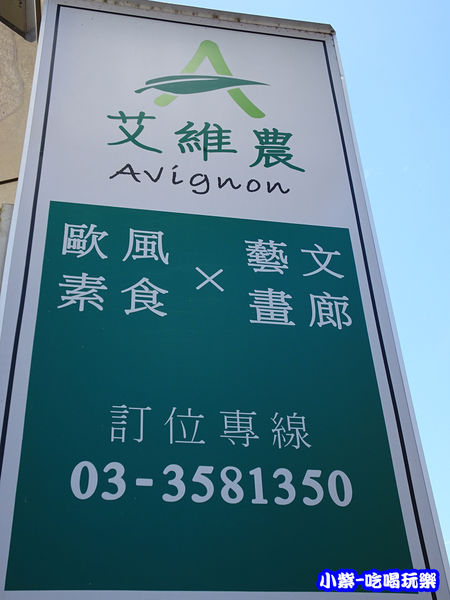 艾維農
Avignon
歐風素食 × 藝文畫廊
訂位專線
03-3581350
小紫-吃喝玩樂